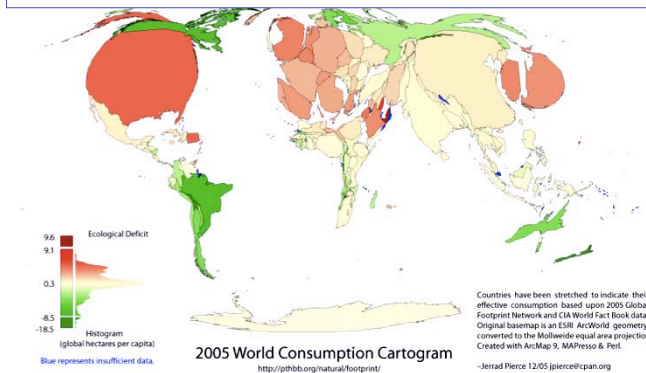 9.6
Ecological Deficit
9.1
0.3
-8.5
-18.5
Histogram
(global hectares per capita)
Blue represents insufficient data.
2005 World Consumption Cartogram
http://pthbb.org/natural/footprint/
Countries have been stretched to indicate thei
effective consumption based upon 2005 Globa
Footprint Network and CIA World Fact Book data
Original basemap is an ESRI ArcWorld geometry
converted to the Mollweide equal area projectio
Created with ArcMap 9, MAPresso & Perl.
–Jerrad Pierce 12/05 jpierce@cpan.org